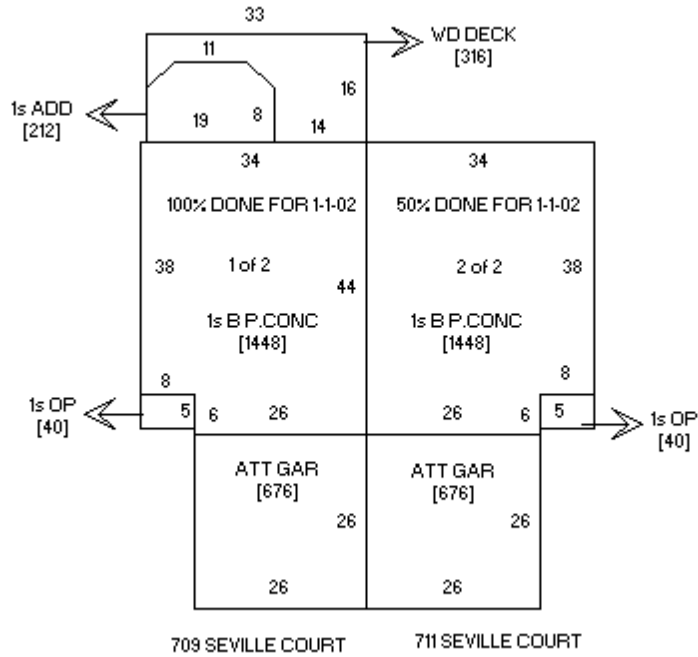 33
WD DECK
[316]
11
16
1s ADD
[212]
19
8
14
34
34
100% DONE FOR 1-1-02
50% DONE FOR 1-1-02
38
1 of 2
44
2 of 2
38
1s B P.CONC
[1448]
1s B P.CONC
[1448]
8
8
1s OP
[40]
5
6
26
26
6
5
1s OP
[40]
ATT GAR
[676]
ATT GAR
[676]
26
26
26
26
709 SEVILLE COURT
711 SEVILLE COURT